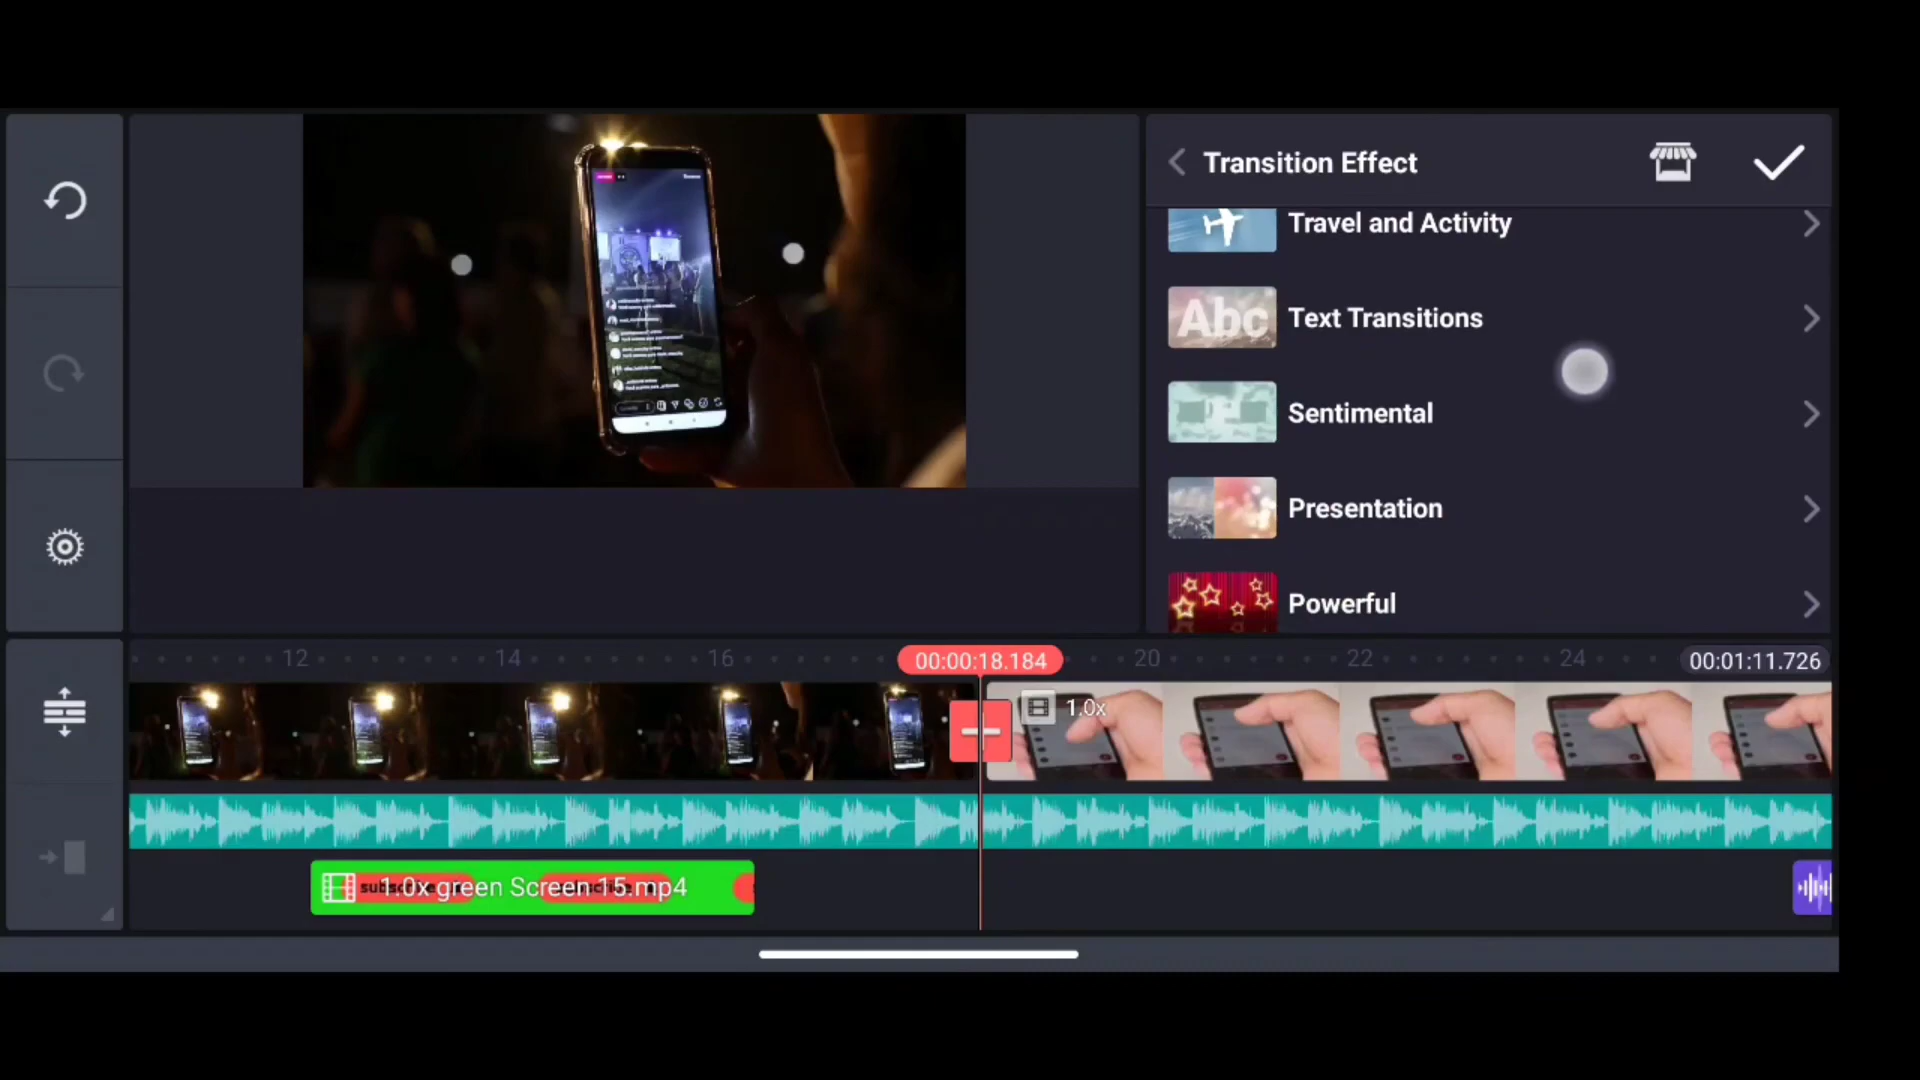 Transition Effect
Travel and Activity
Abc
Text Transitions
Sentimental
Presentation
Powerful
12
14
16
00:00:18.184
20
22
24
00:01:11.726
1.0x
1.0x green Screen 15.mp4